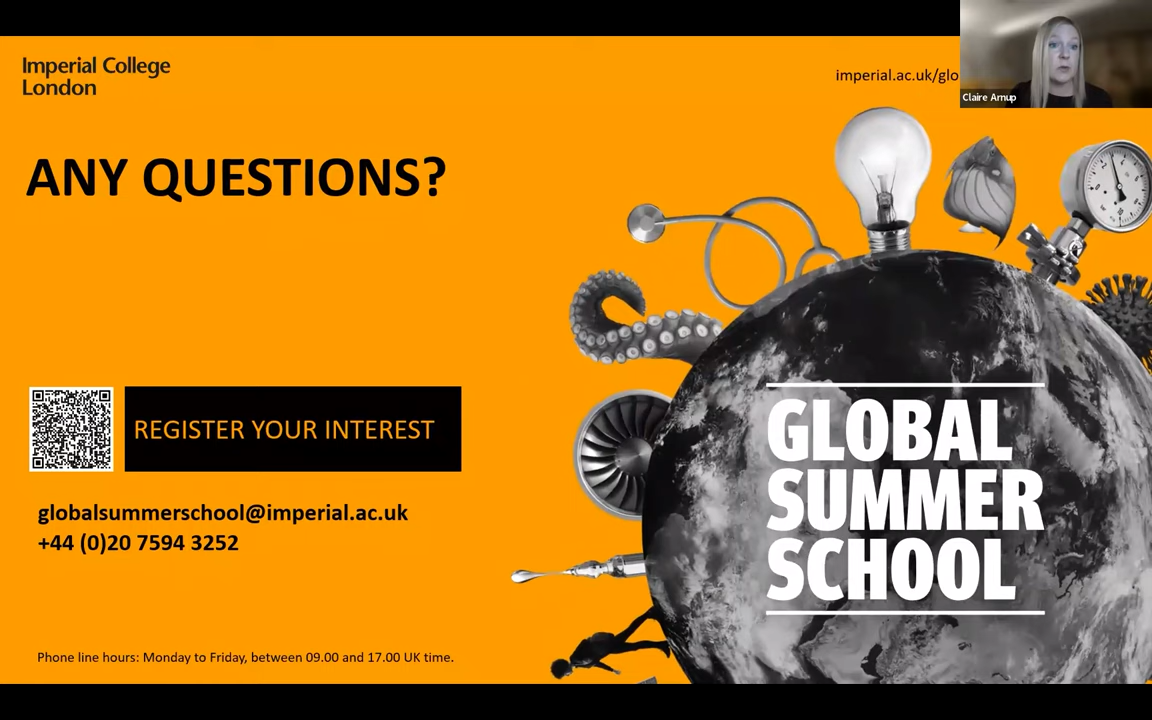 Imperial College
London
imperial.ac.uk/glo
Claire Arnup
ANY QUESTIONS?
REGISTER YOUR INTEREST
globalsummerschool@imperial.ac.uk
+44 (0)20 7594 3252
Phone line hours: Monday to Friday, between 09.00 and 17.00 UK time.
GLOBAL
SUMMER
SCHOOL